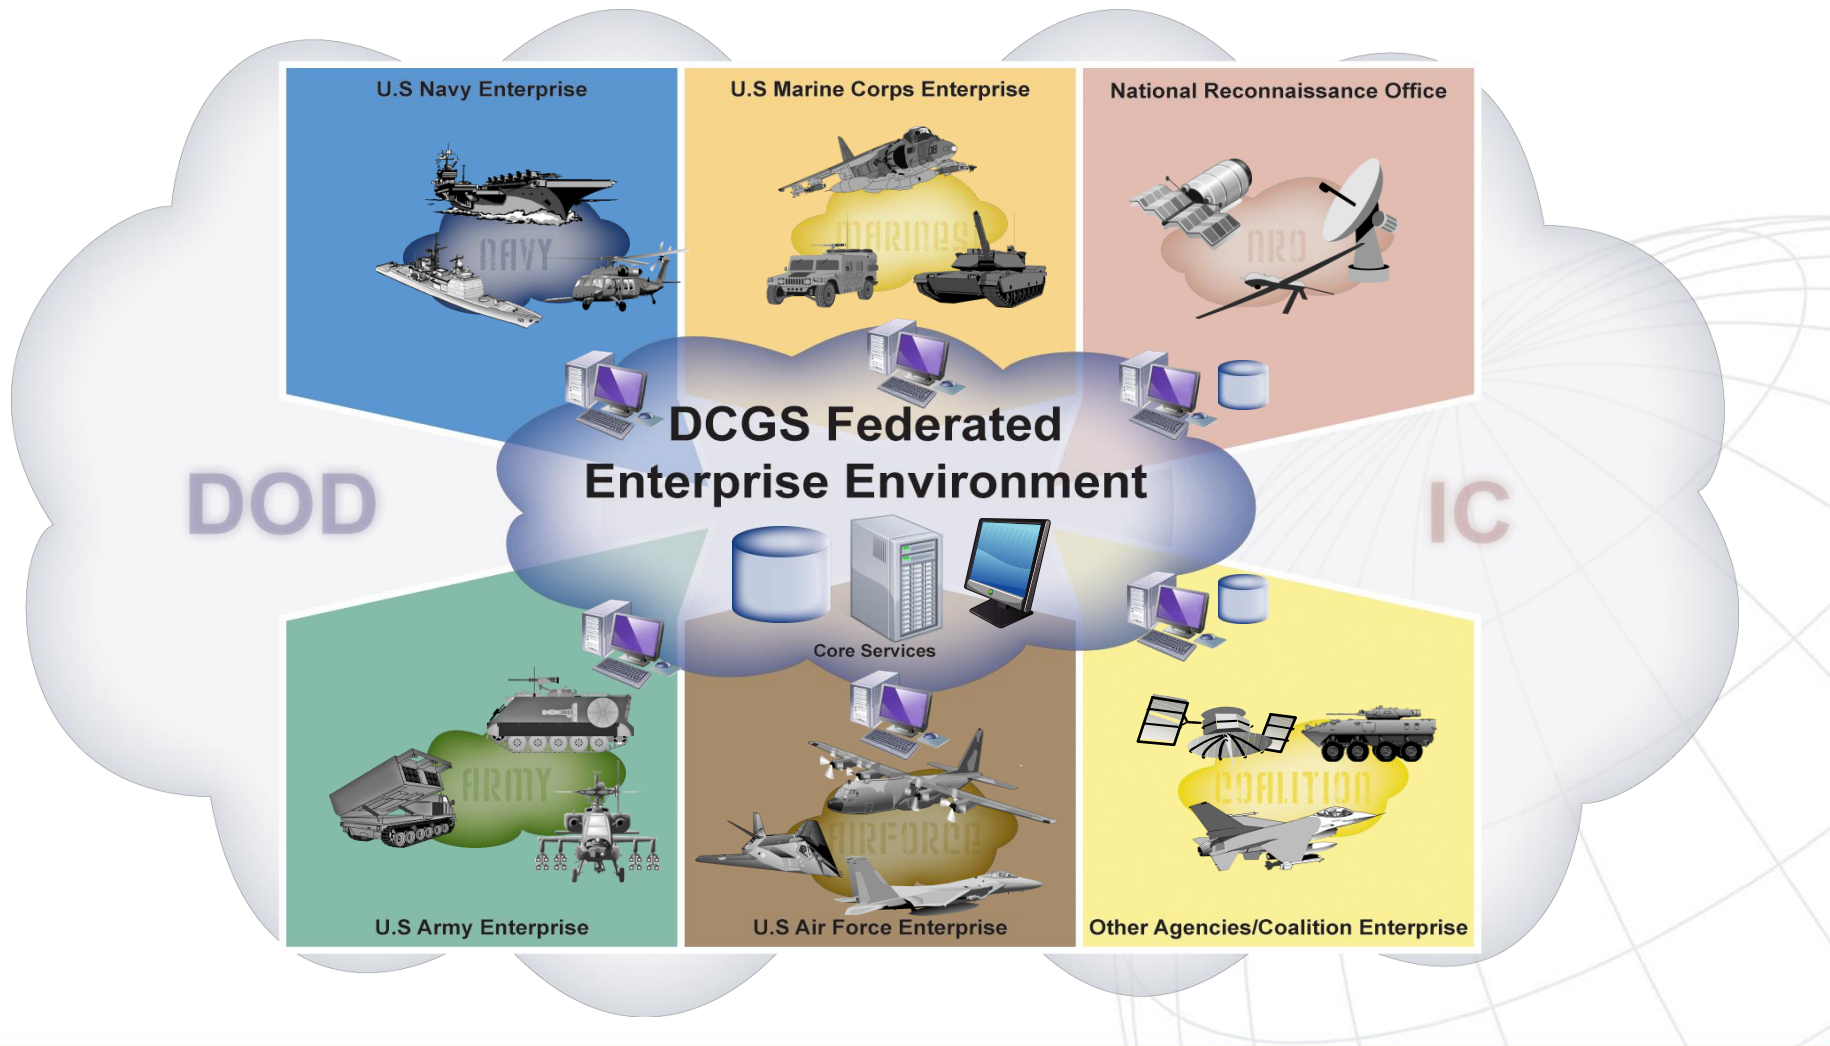 U.S Navy Enterprise
U.S Marine Corps Enterprise
National Reconnaissance Office
NAVY
MARINES
NRO
DCGS Federated
Enterprise Environment
DOD
IC
Core Services
ARMY
AIRFORCE
COALITION
U.S Army Enterprise
U.S Air Force Enterprise
Other Agencies/Coalition Enterprise